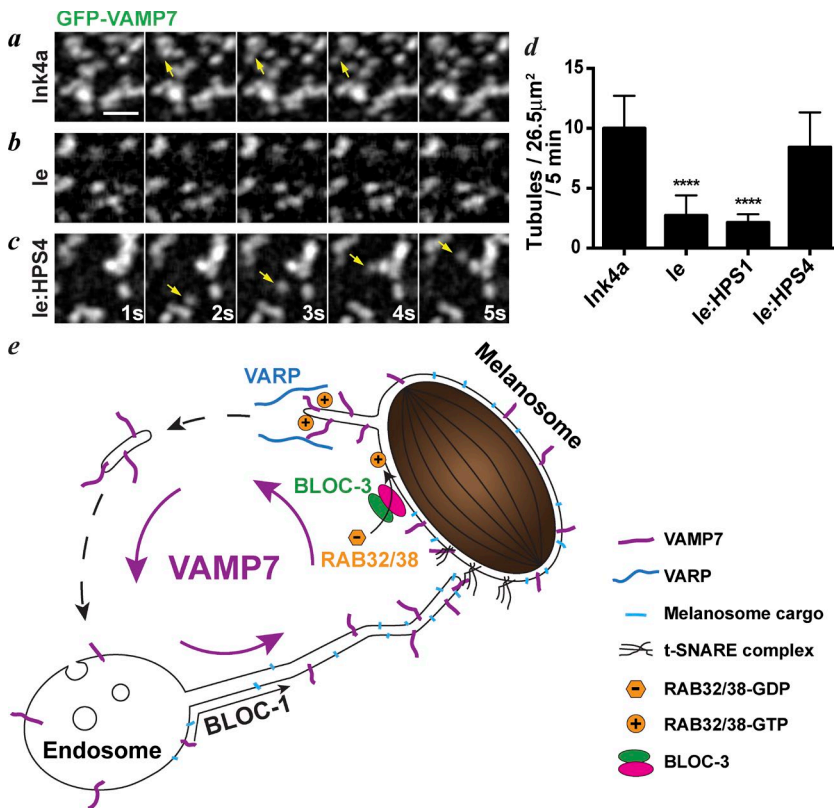 GFP-VAMP7
a
Ink4a
b
le
c
le:HPS4
1s
2s
3s
4s
5s
d
Tubules / 26.5μm²
/ 5 min
15
10
5
0
Ink4a
le
le:HPS1
le:HPS4
****
****
e
VARP
Melanosome
BLOC-3
RAB32/38
VAMP7
BLOC-1
Endosome
VAMP7
VARP
Melanosome cargo
t-SNARE complex
RAB32/38-GDP
RAB32/38-GTP
BLOC-3